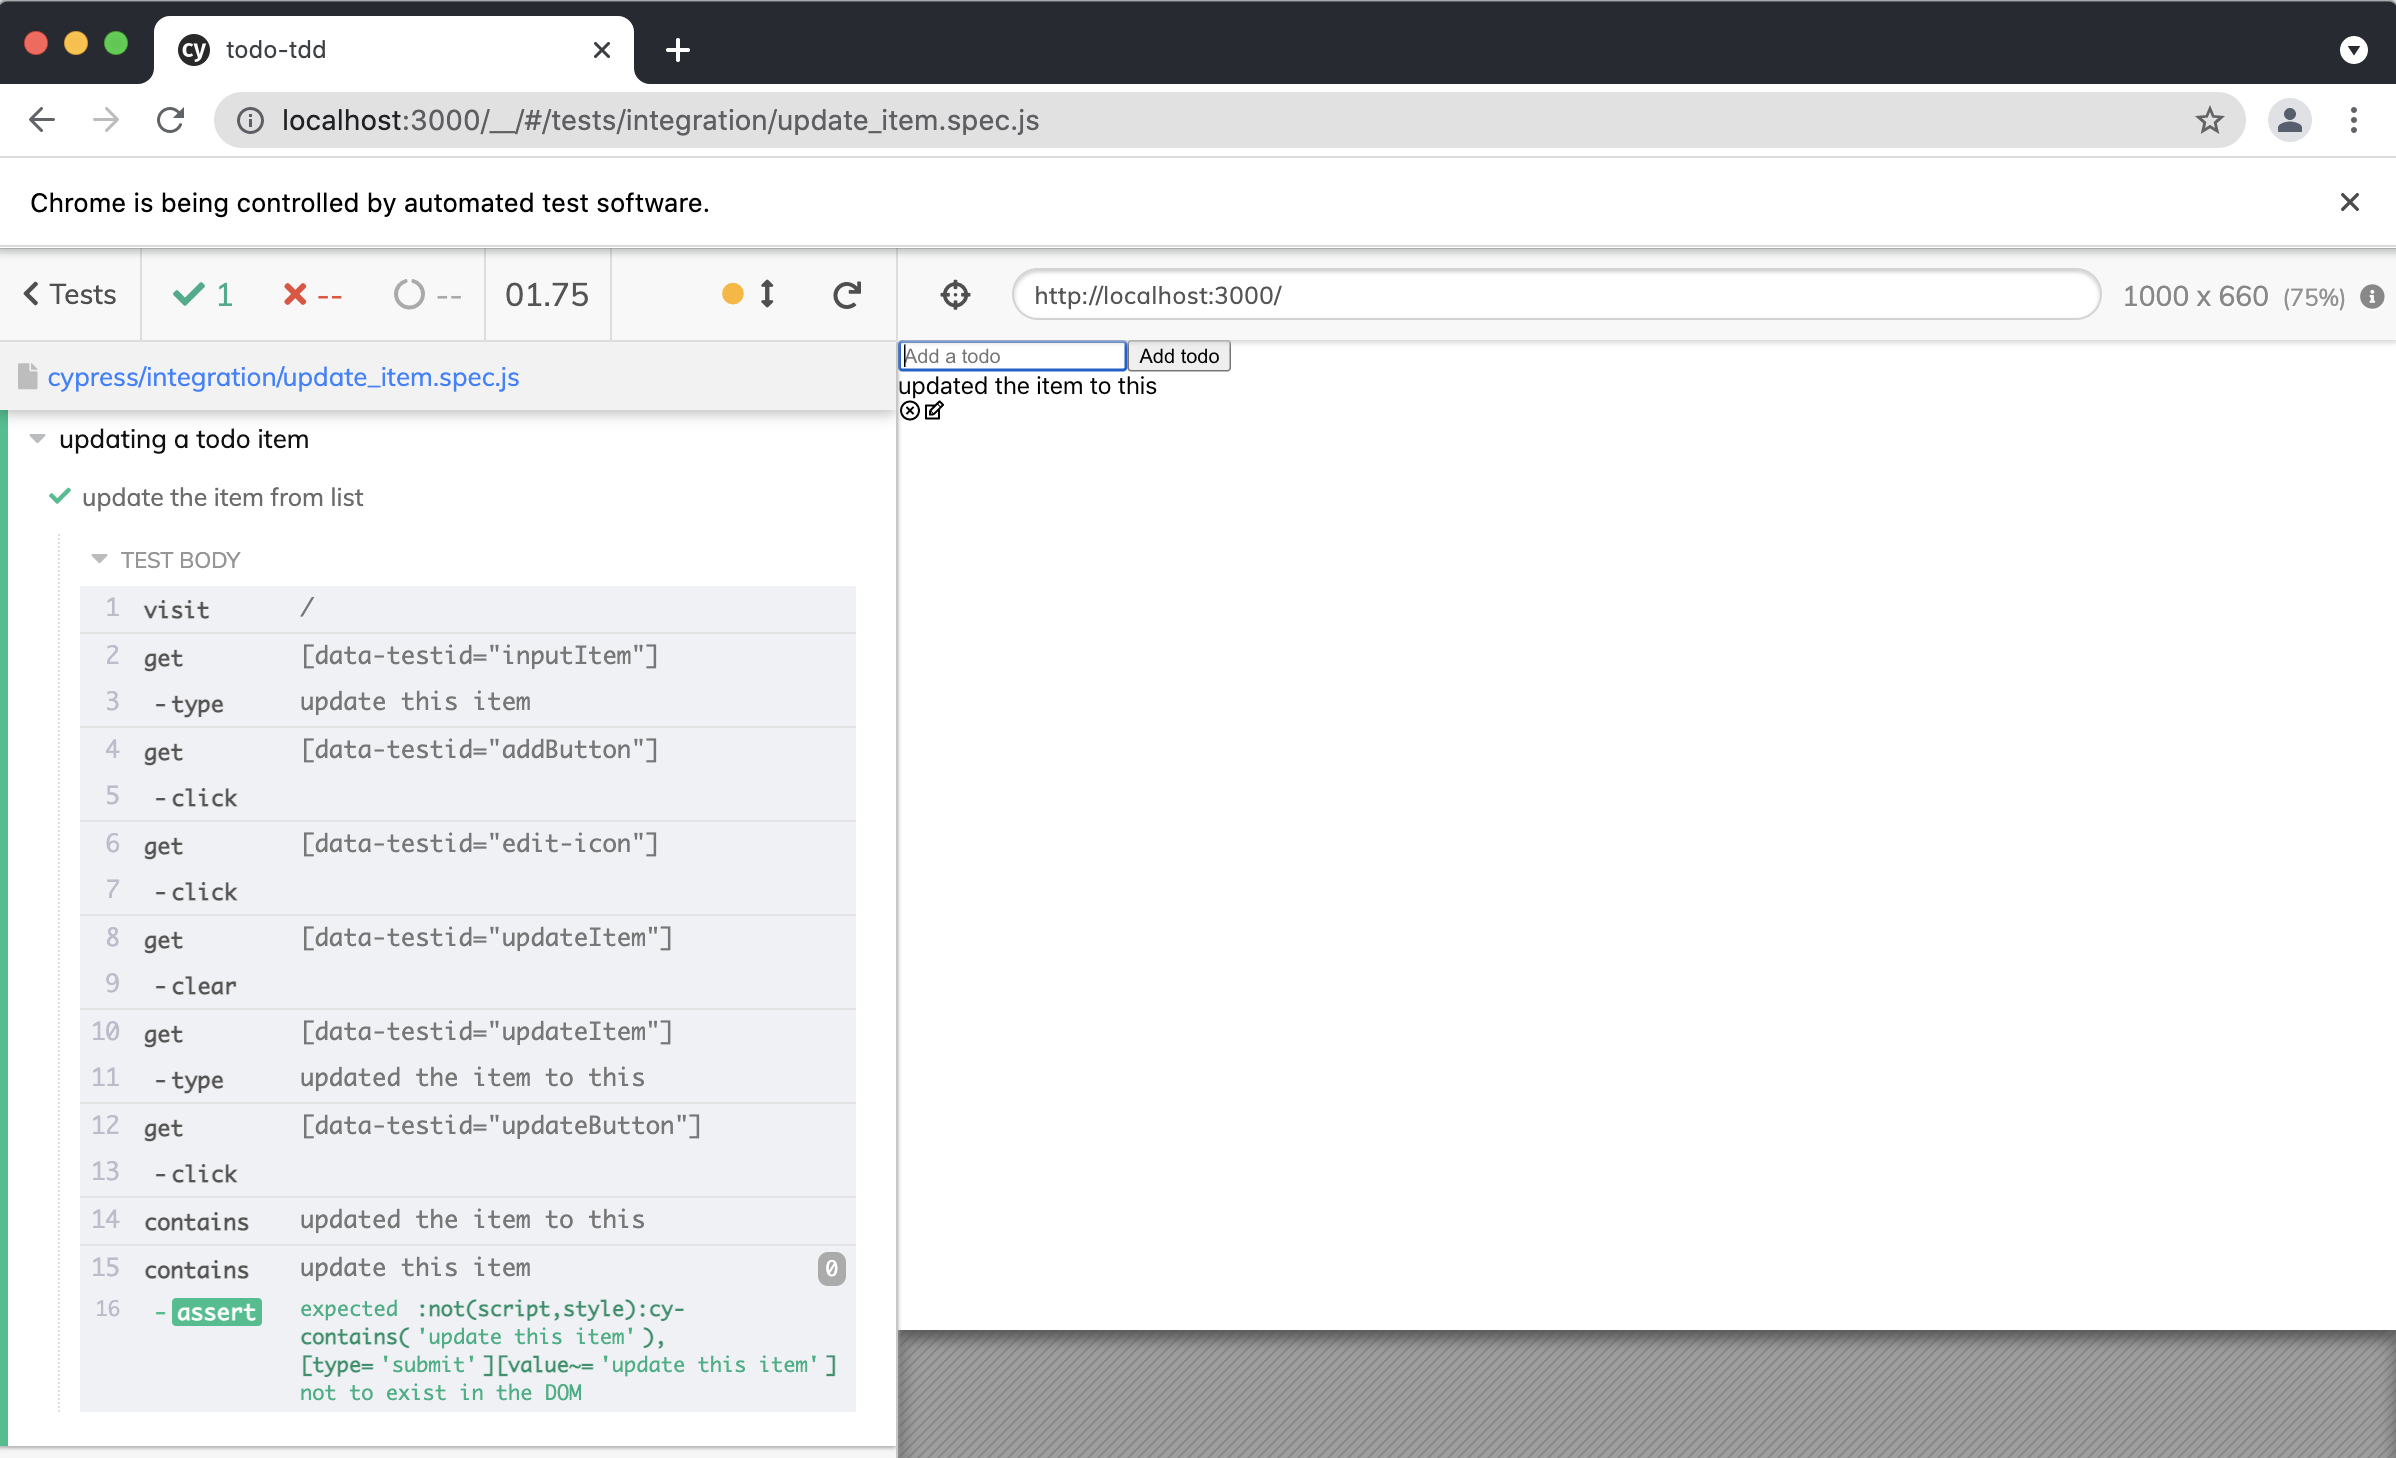 cy todo-tdd
localhost:3000/__/#/tests/integration/update_item.spec.js
Chrome is being controlled by automated test software.
Tests 1 -- -- 01.75 http://localhost:3000/ 1000 x 660 (75%)
cypress/integration/update_item.spec.js
updating a todo item
update the item from list
TEST BODY
1 visit /
2 get [data-testid="inputItem"]
3 -type update this item
4 get [data-testid="addButton"]
5 -click
6 get [data-testid="edit-icon"]
7 -click
8 get [data-testid="updateItem"]
9 -clear
10 get [data-testid="updateItem"]
11 -type updated the item to this
12 get [data-testid="updateButton"]
13 -click
14 contains updated the item to this
15 contains update this item 0
16 -assert expected :not(script,style):cy-
contains('update this item'),
[type='submit'][value~='update this item']
not to exist in the DOM
Add a todo Add todo
updated the item to this